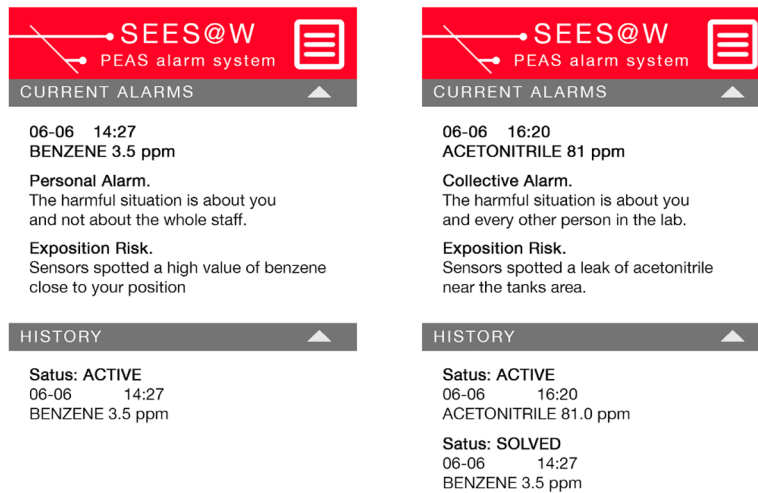 SEES@W
PEAS alarm system
CURRENT ALARMS
06-06 14:27
BENZENE 3.5 ppm
Personal Alarm.
The harmful situation is about you
and not about the whole staff.
Exposition Risk.
Sensors spotted a high value of benzene
close to your position
HISTORY
Satus: ACTIVE
06-06 14:27
BENZENE 3.5 ppm
SEES@W
PEAS alarm system
CURRENT ALARMS
06-06 16:20
ACETONITRILE 81 ppm
Collective Alarm.
The harmful situation is about you
and every other person in the lab.
Exposition Risk.
Sensors spotted a leak of acetonitrile
near the tanks area.
HISTORY
Satus: ACTIVE
06-06 16:20
ACETONITRILE 81.0 ppm
Satus: SOLVED
06-06 14:27
BENZENE 3.5 ppm